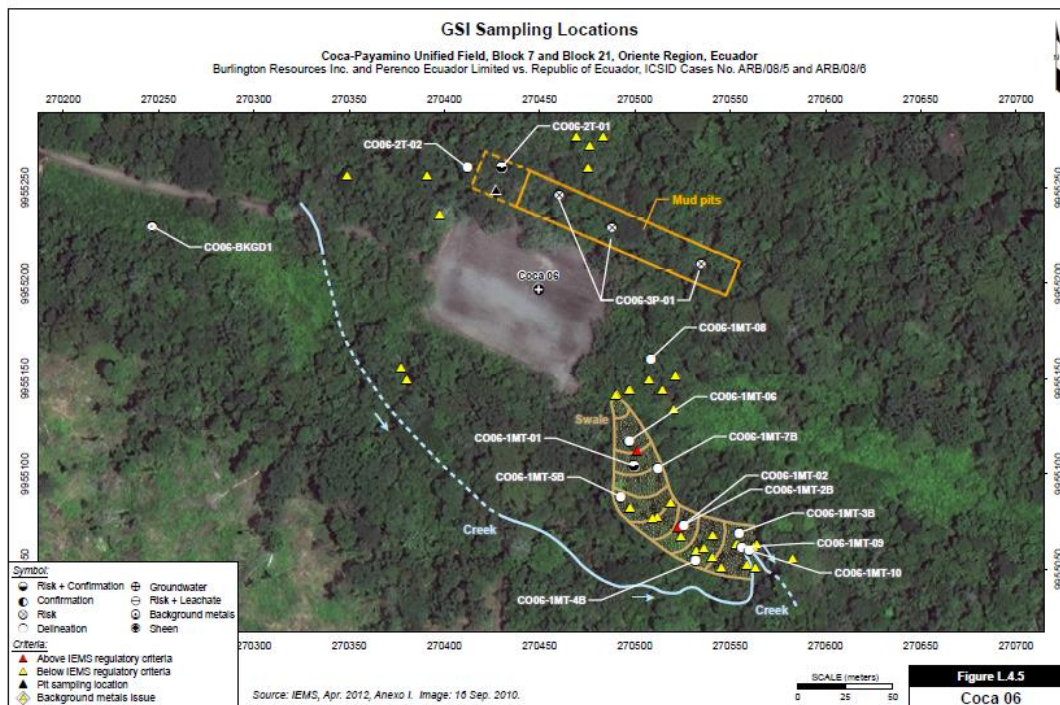 GSI Sampling Locations
Coca-Payamino Unified Field, Block 7 and Block 21, Oriente Region, Ecuador
Burlington Resources Inc. and Perenco Ecuador Limited vs. Republic of Ecuador, ICSID Cases No. ARB/08/5 and ARB/08/6
270200 270250 270300 270350 270400 270450 270500 270550 270600 270650 270700
CO06-2T-01
CO06-2T-02
9955250 9955250
Mud pits
CO06-BKGD1
Coca 06
9955200 9955200
CO06-3P-01
CO06-1MT-08
9955150 9955150
CO06-1MT-06
Swale
CO06-1MT-01
CO06-1MT-7B
9955100 9955100
CO06-1MT-5B
CO06-1MT-02
CO06-1MT-2B
CO06-1MT-3B
Creek
CO06-1MT-09
9955050
CO06-1MT-10
CO06-1MT-4B
Creek
Symbol:
Risk + Confirmation Groundwater
Confirmation Risk + Leachate
Risk Background metals
Delineation Sheen
Criteria:
Above IEMS regulatory criteria
Below IEMS regulatory criteria
Pit sampling location
Background metals issue
270300 270350 270400 270450 270500 270550 270600 270650 270700
Source: IEMS, Apr. 2012, Anexo I. Image: 16 Sep. 2010.
SCALE (meters)
0 25 50
Figure L.4.5
Coca 06